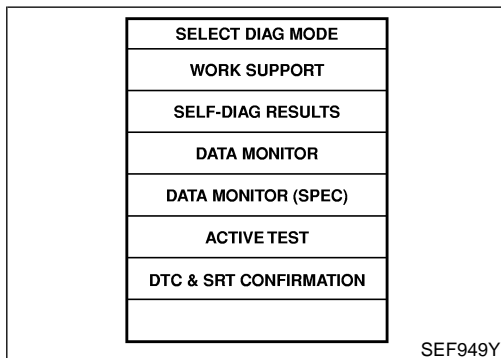 SELECT DIAG MODE
WORK SUPPORT
SELF-DIAG RESULTS
DATA MONITOR
DATA MONITOR (SPEC)
ACTIVE TEST
DTC & SRT CONFIRMATION
SEF949Y